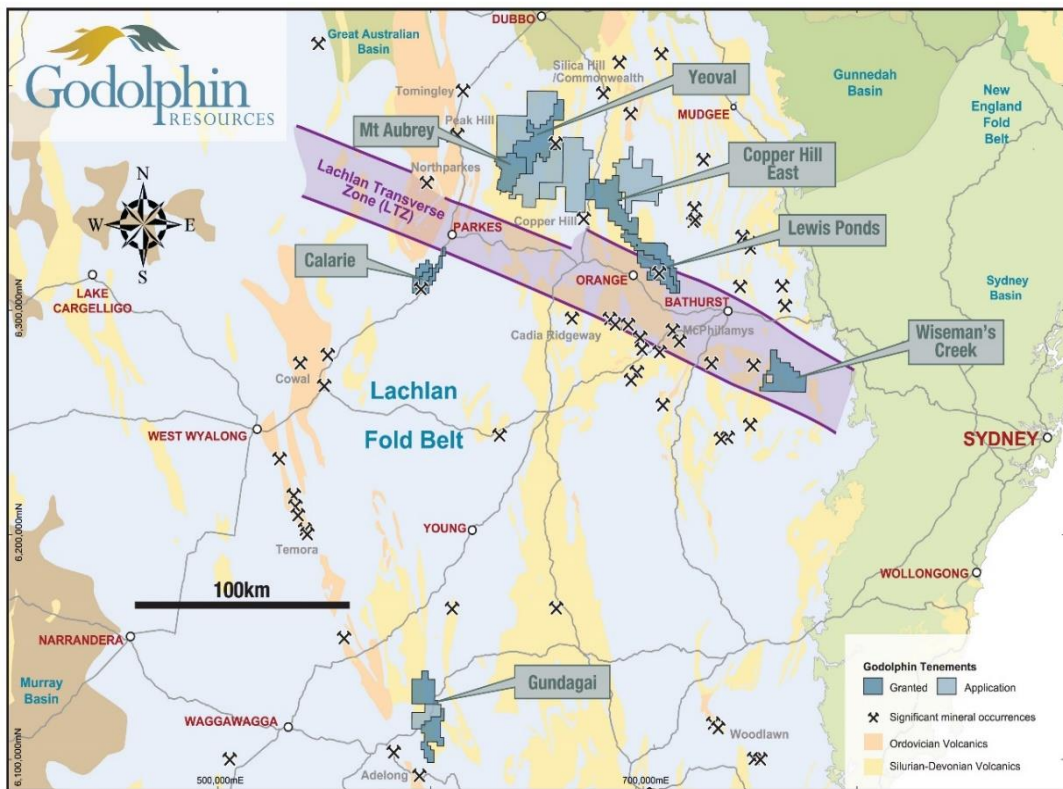 Godolphin
RESOURCES
DUBBO
Great Australian
Basin
Silica Hill
/Commonwealth
Yeoval
Gunnedah
Basin
New
England
Fold
Belt
Tomingley
Peak Hill
MUDGEE
Mt Aubrey
Copper Hill
East
Northparkes
Lachlan Transverse
Zone (LTZ)
N
W
E
S
Copper Hill
PARKES
Lewis Ponds
Calarie
ORANGE
LAKE
CARGELLIGO
BATHURST
Sydney
Basin
6,300,000mN
Cadia Ridgeway
McPhillamys
Wiseman's
Creek
Cowal
Lachlan
Fold Belt
WEST WYALONG
SYDNEY
6,200,000mN
YOUNG
Temora
100km
WOLLONGONG
NARRANDERA
Murray
Basin
Gundagai
WAGGAWAGGA
Woodlawn
Adelong
6,100,000mN
500,000mE
700,000mE
Godolphin Tenements
Granted
Application
Significant mineral occurrences
Ordovician Volcanics
Silurian-Devonian Volcanics